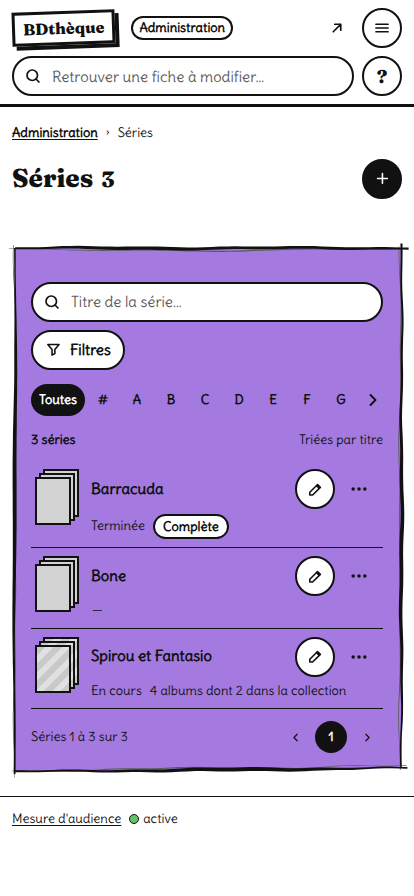 BDthèque Administration
Retrouver une fiche à modifier... ?
Administration › Séries
Séries 3
+
Titre de la série...
Filtres
Toutes # A B C D E F G
3 séries Triées par titre
Barracuda
Terminée Complète
Bone
—
Spirou et Fantasio
En cours 4 albums dont 2 dans la collection
Séries 1 à 3 sur 3 ‹ 1 ›
Mesure d'audience active